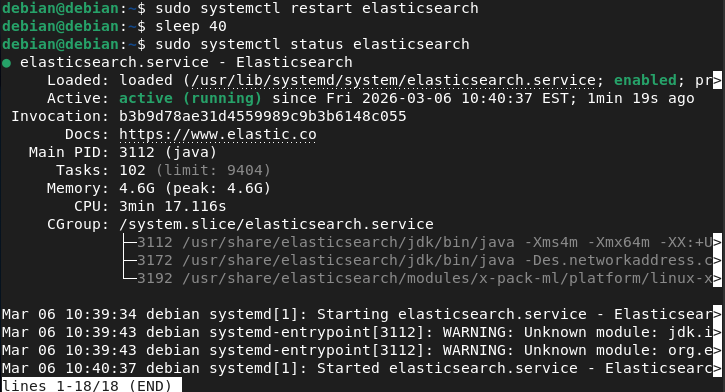 debian@debian:~$ sudo systemctl restart elasticsearch
debian@debian:~$ sleep 40
debian@debian:~$ sudo systemctl status elasticsearch
● elasticsearch.service - Elasticsearch
     Loaded: loaded (/usr/lib/systemd/system/elasticsearch.service; enabled; pr>
     Active: active (running) since Fri 2026-03-06 10:40:37 EST; 1min 19s ago
 Invocation: b3b9d78ae31d4559989c9b3b6148c055
       Docs: https://www.elastic.co
   Main PID: 3112 (java)
      Tasks: 102 (limit: 9404)
     Memory: 4.6G (peak: 4.6G)
        CPU: 3min 17.116s
     CGroup: /system.slice/elasticsearch.service
             ├─3112 /usr/share/elasticsearch/jdk/bin/java -Xms4m -Xmx64m -XX:+U>
             ├─3172 /usr/share/elasticsearch/jdk/bin/java -Des.networkaddress.c>
             └─3192 /usr/share/elasticsearch/modules/x-pack-ml/platform/linux-x>

Mar 06 10:39:34 debian systemd[1]: Starting elasticsearch.service - Elasticsear>
Mar 06 10:39:43 debian systemd-entrypoint[3112]: WARNING: Unknown module: jdk.i>
Mar 06 10:39:43 debian systemd-entrypoint[3112]: WARNING: Unknown module: org.e>
Mar 06 10:40:37 debian systemd[1]: Started elasticsearch.service - Elasticsearc>
lines 1-18/18 (END)